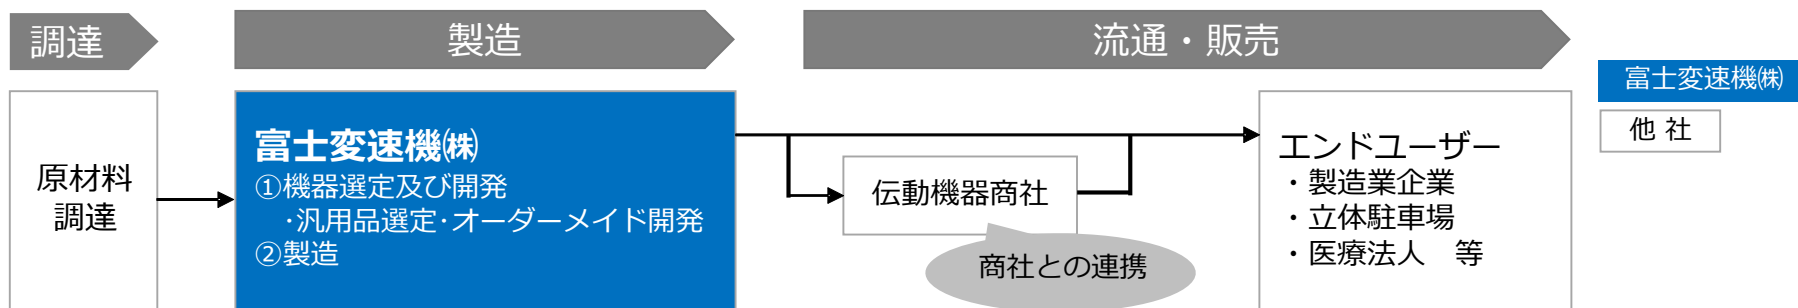 調達
製造
流通・販売
富士変速機㈱
他 社
原材料
調達
富士変速機㈱
①機器選定及び開発
・汎用品選定・オーダーメイド開発
②製造
伝動機器商社
商社との連携
エンドユーザー
・製造業企業
・立体駐車場
・医療法人　等